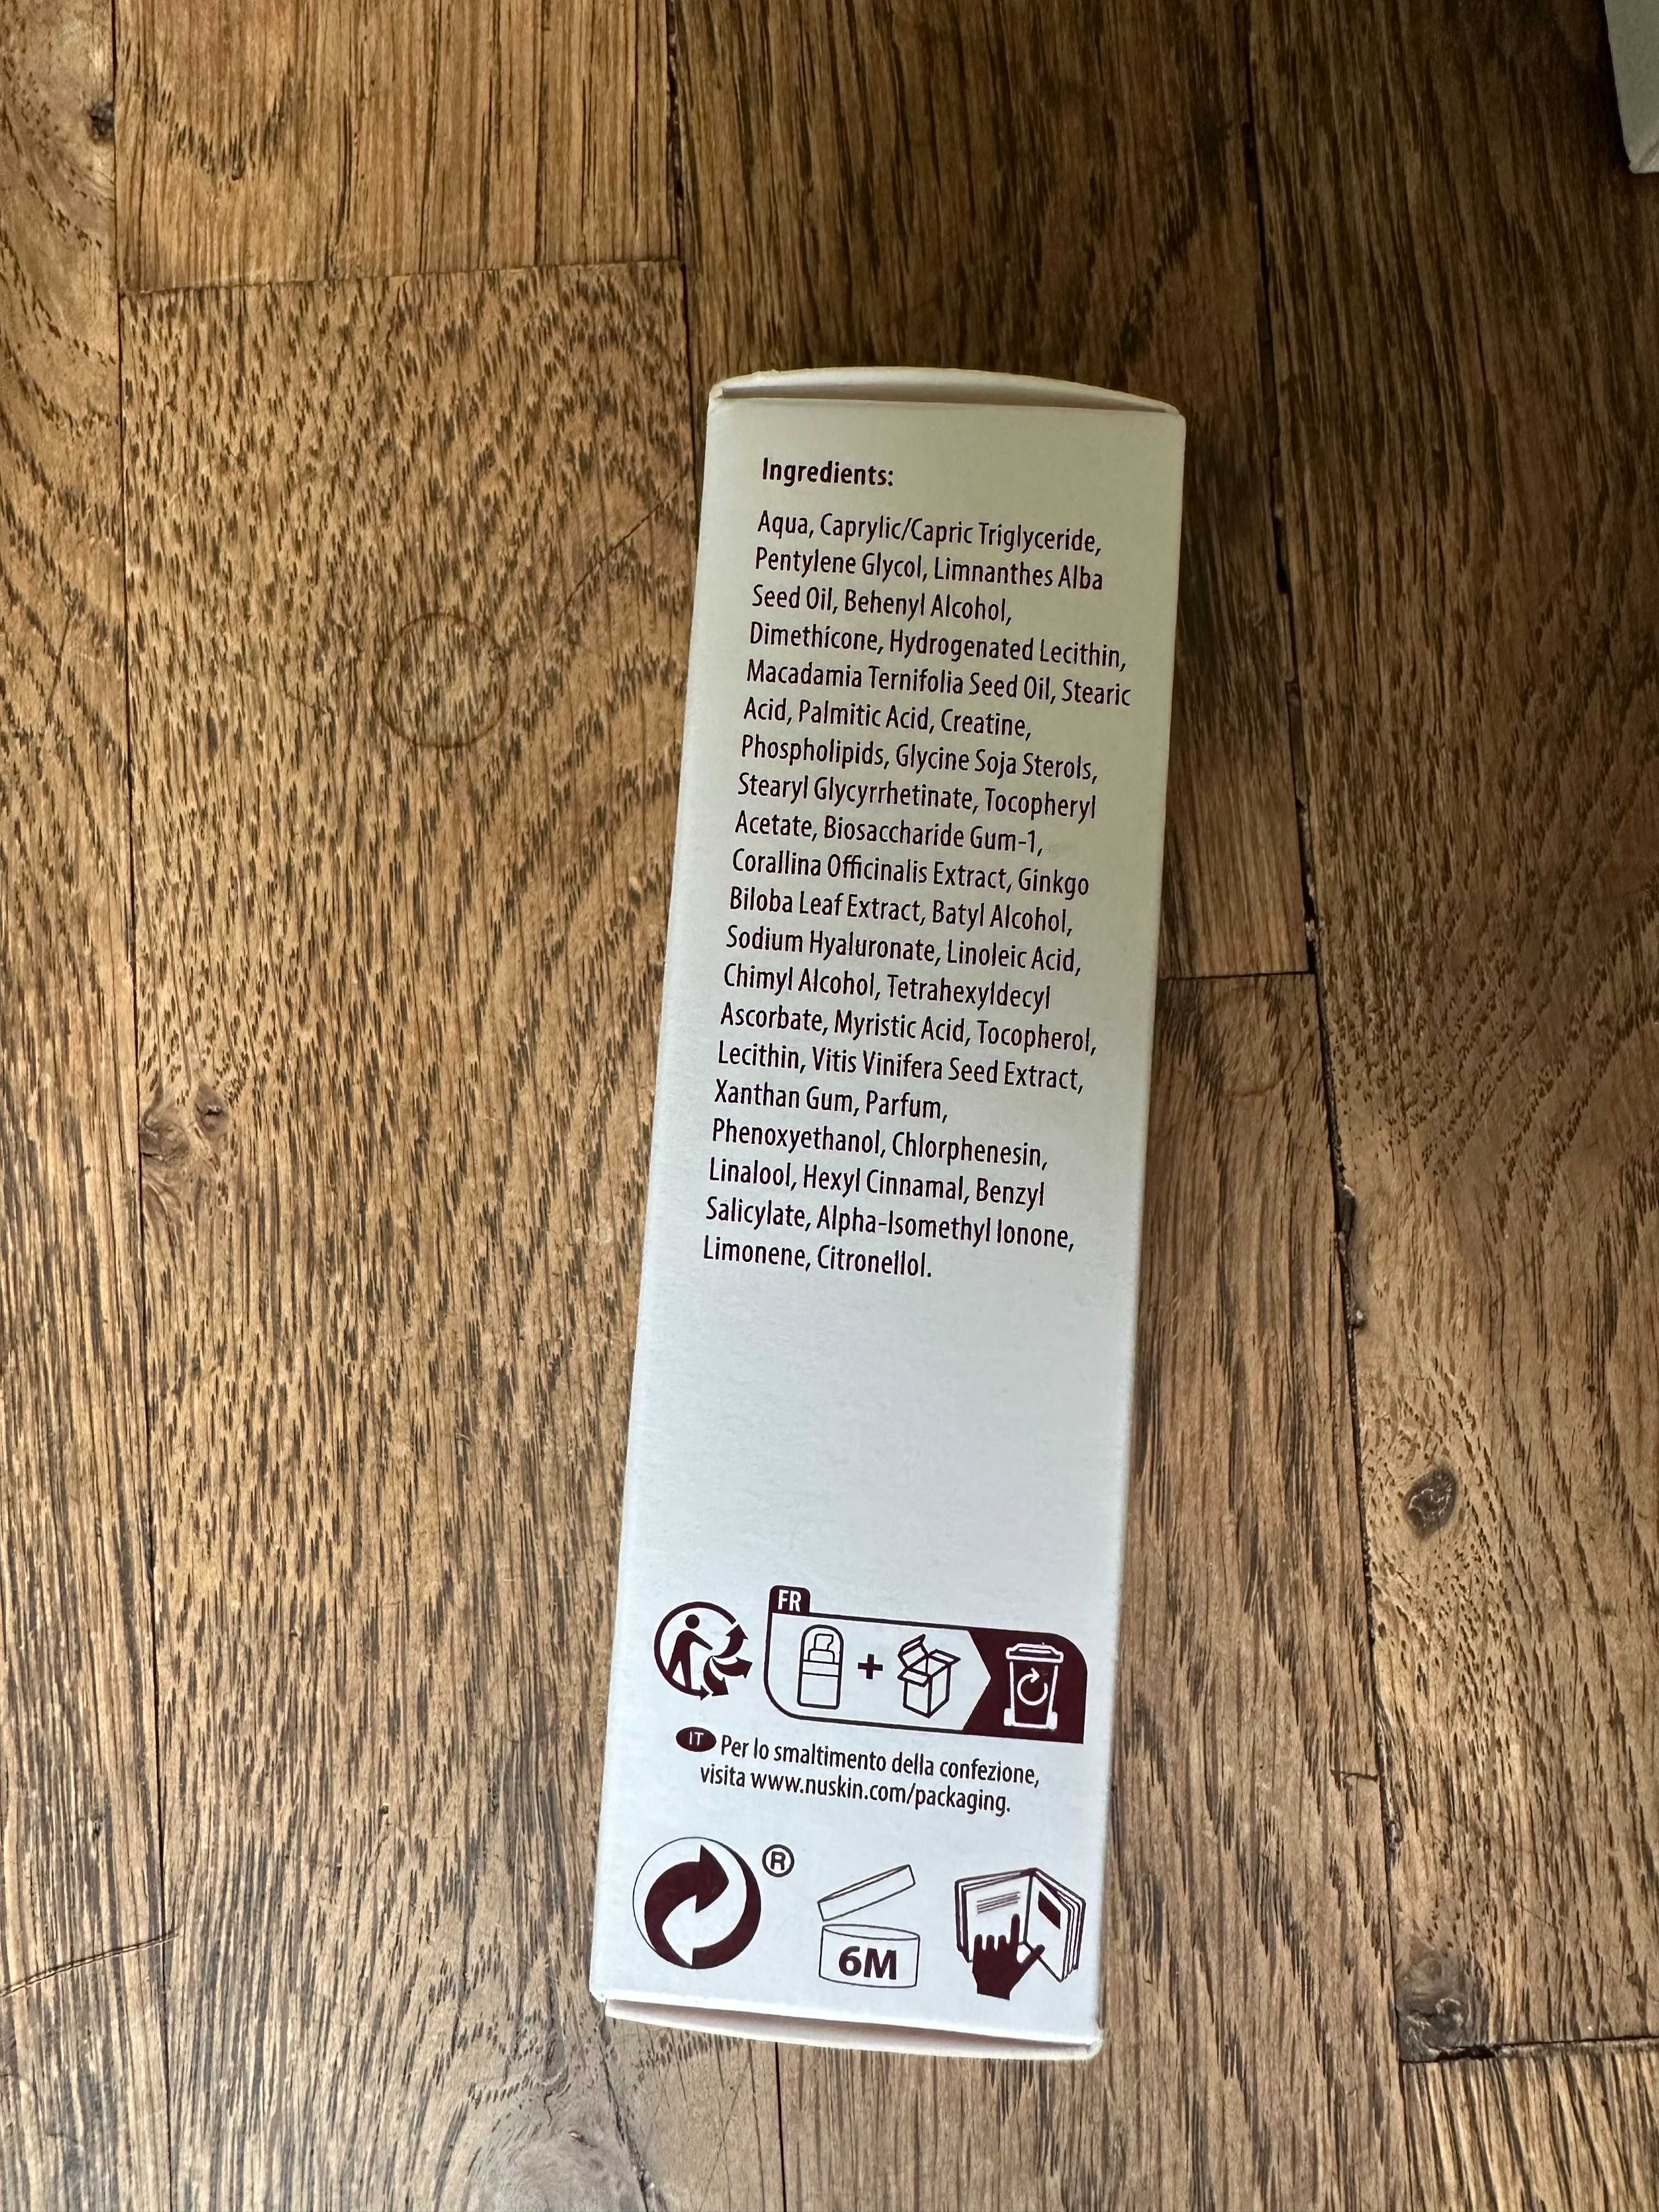 Ingredients:
Aqua, Caprylic/Capric Triglyceride,
Pentylene Glycol, Limnanthes Alba
Seed Oil, Behenyl Alcohol,
Dimethicone, Hydrogenated Lecithin,
Macadamia Ternifolia Seed Oil, Stearic
Acid, Palmitic Acid, Creatine,
Phospholipids, Glycine Soja Sterols,
Stearyl Glycyrrhetinate, Tocopheryl
Acetate, Biosaccharide Gum-1,
Corallina Officinalis Extract, Ginkgo
Biloba Leaf Extract, Batyl Alcohol,
Sodium Hyaluronate, Linoleic Acid,
Chimyl Alcohol, Tetrahexyldecyl
Ascorbate, Myristic Acid, Tocopherol,
Lecithin, Vitis Vinifera Seed Extract,
Xanthan Gum, Parfum,
Phenoxyethanol, Chlorphenesin,
Linalool, Hexyl Cinnamal, Benzyl
Salicylate, Alpha-Isomethyl Ionone,
Limonene, Citronellol.
FR
+
IT Per lo smaltimento della confezione,
visita www.nuskin.com/packaging.
®
6M